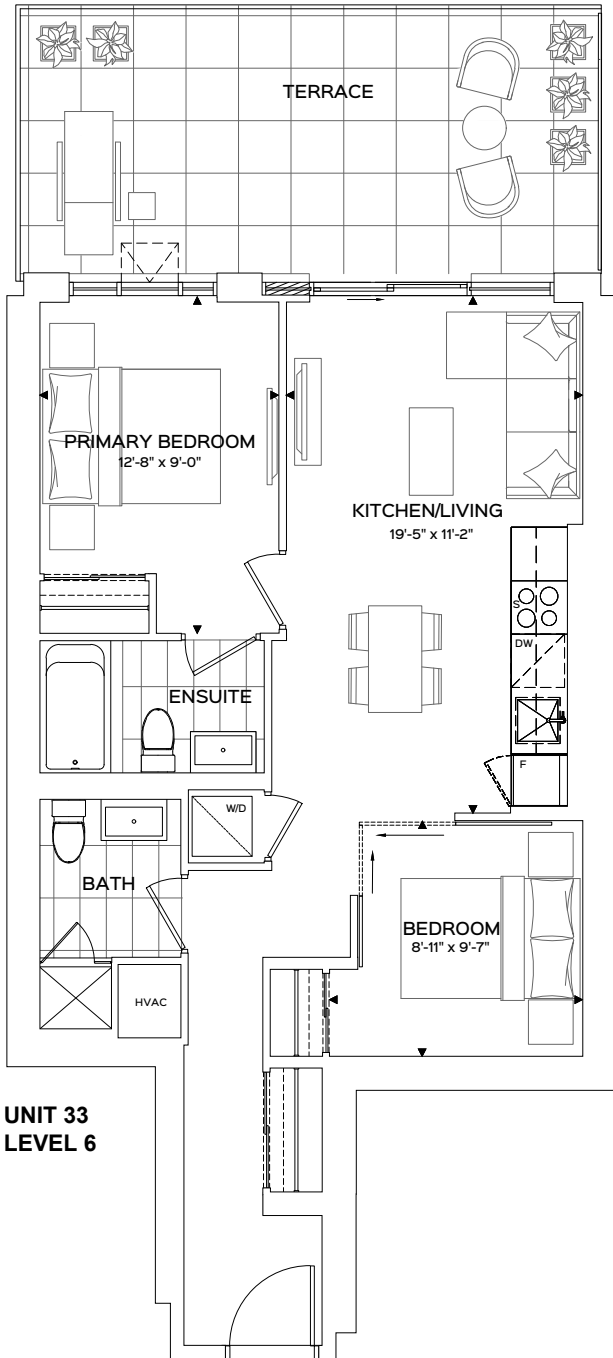 TERRACE
PRIMARY BEDROOM
12'-8" x 9'-0"
KITCHEN/LIVING
19'-5" x 11'-2"
S
DW
ENSUITE
F
W/D
BATH
BEDROOM
8'-11" x 9'-7"
HVAC
UNIT 33
LEVEL 6